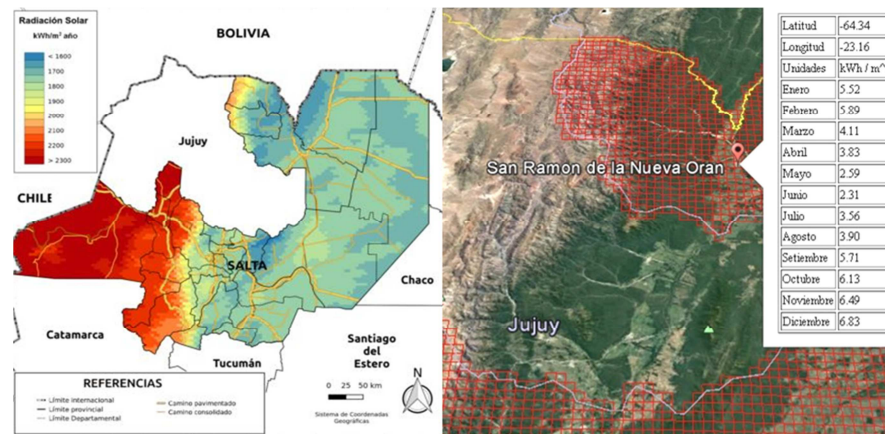 Radiación Solar
kWh/m² año
< 1600
1700
1800
1900
2000
2100
2200
> 2300
BOLIVIA
Jujuy
CHILE
SALTA
Chaco
Catamarca
Tucumán
Santiago
del
Estero
REFERENCIAS
Límite internacional
Límite provincial
Límite Departamental
Camino pavimentado
Camino consolidado
0 25 50 km
N
Sistema de Coordenadas
Geográficas
San Ramon de la Nueva Oran
Jujuy
Latitud -64.34
Longitud -23.16
Unidades kWh / m^
Enero 5.52
Febrero 5.89
Marzo 4.11
Abril 3.83
Mayo 2.59
Junio 2.31
Julio 3.56
Agosto 3.90
Setiembre 5.71
Octubre 6.13
Noviembre 6.49
Diciembre 6.83